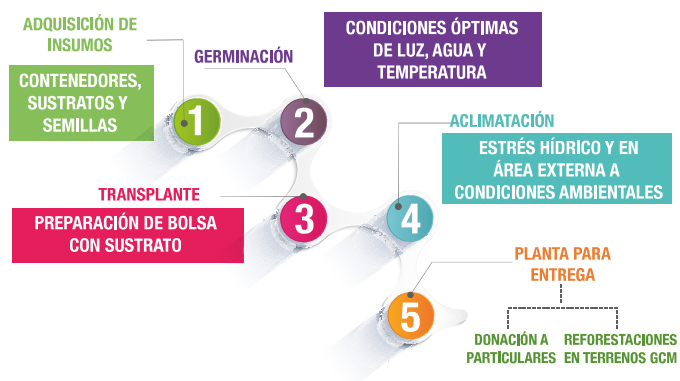 ADQUISICIÓN DE
INSUMOS
CONTENEDORES,
SUSTRATOS Y
SEMILLAS
1
GERMINACIÓN
CONDICIONES ÓPTIMAS
DE LUZ, AGUA Y
TEMPERATURA
2
TRANSPLANTE
PREPARACIÓN DE BOLSA
CON SUSTRATO
3
ACLIMATACIÓN
ESTRÉS HÍDRICO Y EN
ÁREA EXTERNA A
CONDICIONES AMBIENTALES
4
PLANTA PARA
ENTREGA
5
DONACIÓN A
PARTICULARES
REFORESTACIONES
EN TERRENOS GCM